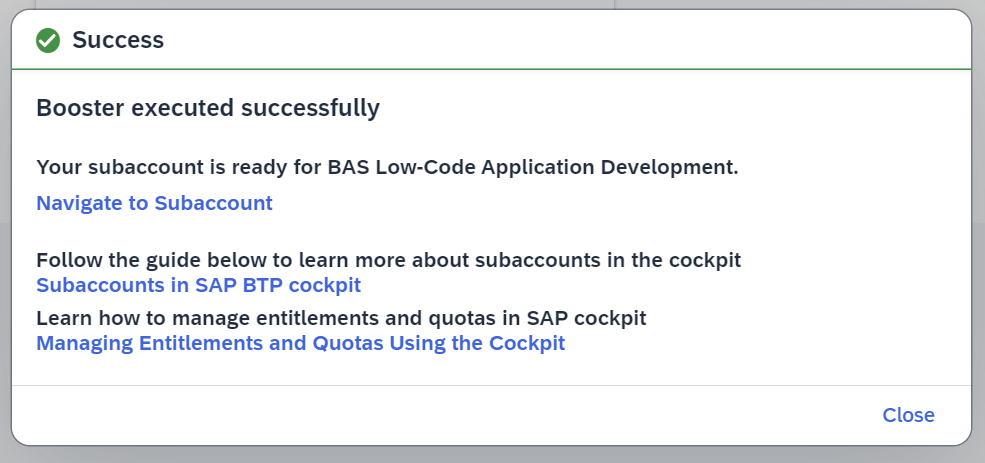 Success
Booster executed successfully
Your subaccount is ready for BAS Low-Code Application Development.
Navigate to Subaccount
Follow the guide below to learn more about subaccounts in the cockpit
Subaccounts in SAP BTP cockpit
Learn how to manage entitlements and quotas in SAP cockpit
Managing Entitlements and Quotas Using the Cockpit
Close